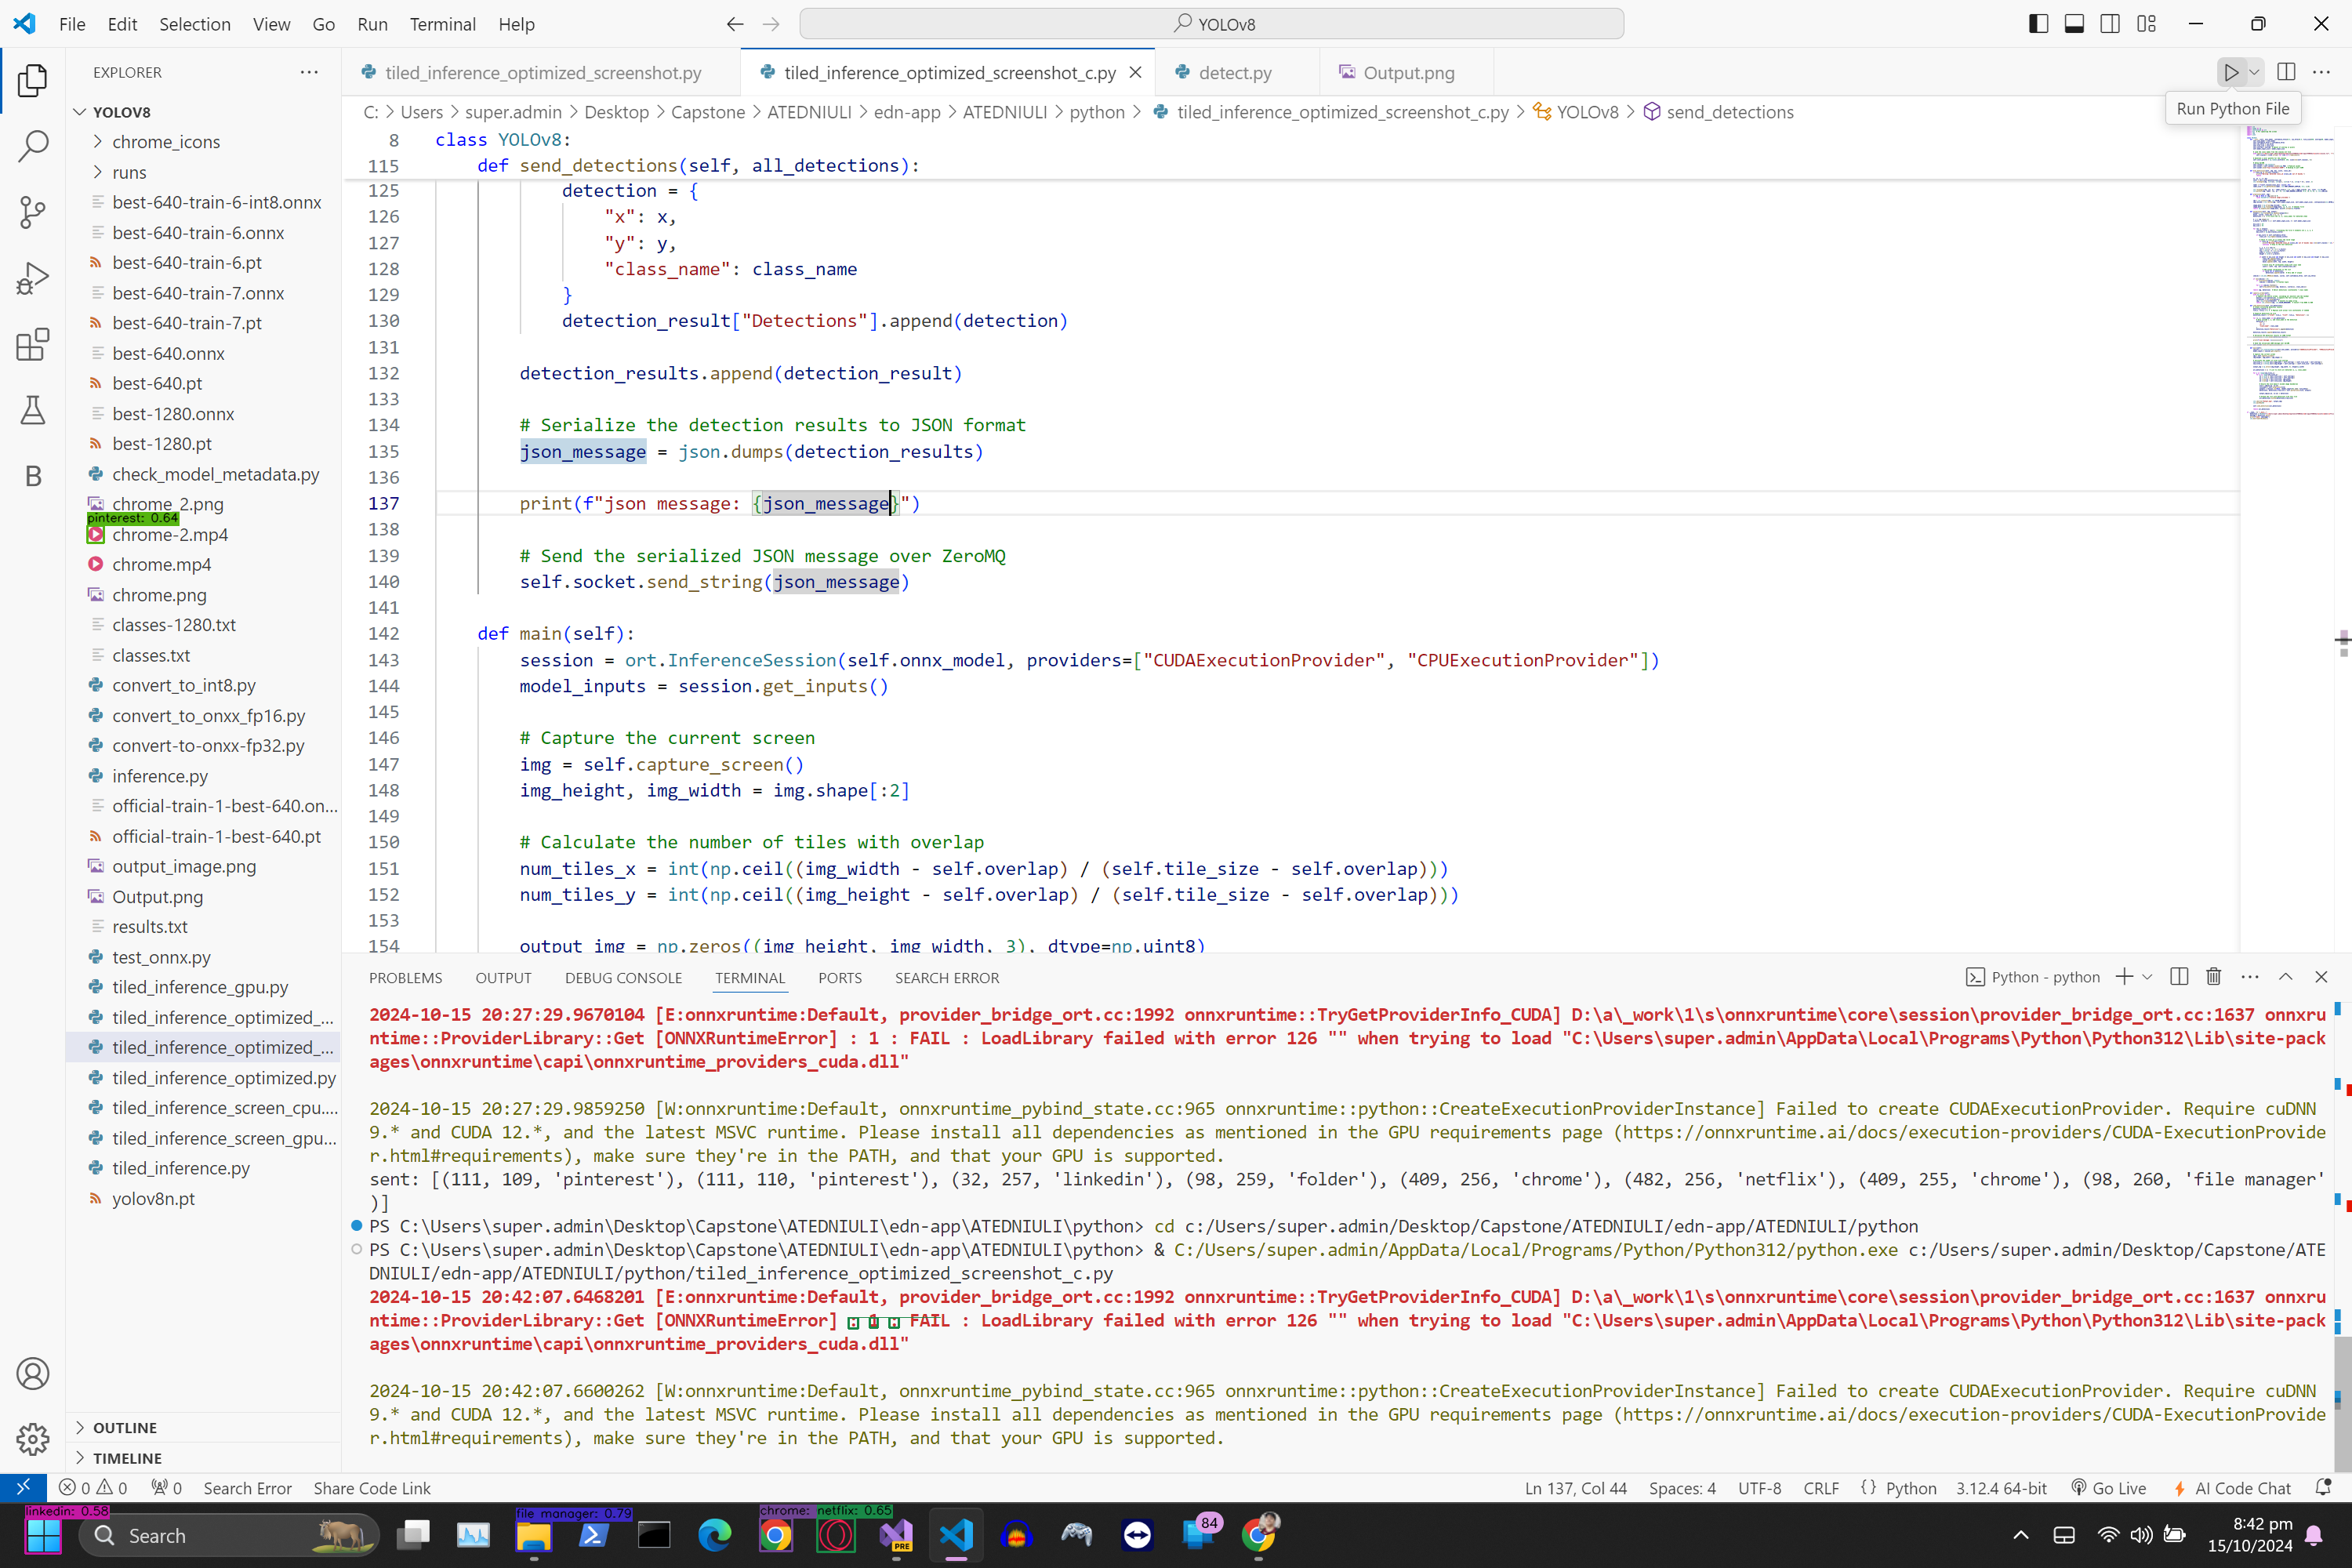 File Edit Selection View Go Run Terminal Help
YOLOv8
EXPLORER
tiled_inference_optimized_screenshot.py
tiled_inference_optimized_screenshot_c.py
detect.py
Output.png
Run Python File
C: > Users > super.admin > Desktop > Capstone > ATEDNIULI > edn-app > ATEDNIULI > python > tiled_inference_optimized_screenshot_c.py > YOLOv8 > send_detections
YOLOV8
chrome_icons
runs
best-640-train-6-int8.onnx
best-640-train-6.onnx
best-640-train-6.pt
best-640-train-7.onnx
best-640-train-7.pt
best-640.onnx
best-640.pt
best-1280.onnx
best-1280.pt
check_model_metadata.py
chrome_2.png
pinterest: 0.64
chrome-2.mp4
chrome.mp4
chrome.png
classes-1280.txt
classes.txt
convert_to_int8.py
convert_to_onxx_fp16.py
convert-to-onxx-fp32.py
inference.py
official-train-1-best-640.on...
official-train-1-best-640.pt
output_image.png
Output.png
results.txt
test_onnx.py
tiled_inference_gpu.py
tiled_inference_optimized_...
tiled_inference_optimized_...
tiled_inference_optimized.py
tiled_inference_screen_cpu....
tiled_inference_screen_gpu...
tiled_inference.py
yolov8n.pt
OUTLINE
TIMELINE
B
8 class YOLOv8:
115 def send_detections(self, all_detections):
125 detection = {
126 "x": x,
127 "y": y,
128 "class_name": class_name
129 }
130 detection_result["Detections"].append(detection)
131
132 detection_results.append(detection_result)
133
134 # Serialize the detection results to JSON format
135 json_message = json.dumps(detection_results)
136
137 print(f"json message: {json_message}")
138
139 # Send the serialized JSON message over ZeroMQ
140 self.socket.send_string(json_message)
141
142 def main(self):
143 session = ort.InferenceSession(self.onnx_model, providers=["CUDAExecutionProvider", "CPUExecutionProvider"])
144 model_inputs = session.get_inputs()
145
146 # Capture the current screen
147 img = self.capture_screen()
148 img_height, img_width = img.shape[:2]
149
150 # Calculate the number of tiles with overlap
151 num_tiles_x = int(np.ceil((img_width - self.overlap) / (self.tile_size - self.overlap)))
152 num_tiles_y = int(np.ceil((img_height - self.overlap) / (self.tile_size - self.overlap)))
153
154 output_img = np.zeros((img_height, img_width, 3), dtype=np.uint8)
PROBLEMS OUTPUT DEBUG CONSOLE TERMINAL PORTS SEARCH ERROR
Python - python
2024-10-15 20:27:29.9670104 [E:onnxruntime:Default, provider_bridge_ort.cc:1992 onnxruntime::TryGetProviderInfo_CUDA] D:\a\_work\1\s\onnxruntime\core\session\provider_bridge_ort.cc:1637 onnxru
ntime::ProviderLibrary::Get [ONNXRuntimeError] : 1 : FAIL : LoadLibrary failed with error 126 "" when trying to load "C:\Users\super.admin\AppData\Local\Programs\Python\Python312\Lib\site-pack
ages\onnxruntime\capi\onnxruntime_providers_cuda.dll"
2024-10-15 20:27:29.9859250 [W:onnxruntime:Default, onnxruntime_pybind_state.cc:965 onnxruntime::python::CreateExecutionProviderInstance] Failed to create CUDAExecutionProvider. Require cuDNN
9.* and CUDA 12.*, and the latest MSVC runtime. Please install all dependencies as mentioned in the GPU requirements page (https://onnxruntime.ai/docs/execution-providers/CUDA-ExecutionProvide
r.html#requirements), make sure they're in the PATH, and that your GPU is supported.
sent: [(111, 109, 'pinterest'), (111, 110, 'pinterest'), (32, 257, 'linkedin'), (98, 259, 'folder'), (409, 256, 'chrome'), (482, 256, 'netflix'), (409, 255, 'chrome'), (98, 260, 'file manager'
)]
PS C:\Users\super.admin\Desktop\Capstone\ATEDNIULI\edn-app\ATEDNIULI\python> cd c:/Users/super.admin/Desktop/Capstone/ATEDNIULI/edn-app/ATEDNIULI/python
PS C:\Users\super.admin\Desktop\Capstone\ATEDNIULI\edn-app\ATEDNIULI\python> & C:/Users/super.admin/AppData/Local/Programs/Python/Python312/python.exe c:/Users/super.admin/Desktop/Capstone/ATE
DNIULI/edn-app/ATEDNIULI/python/tiled_inference_optimized_screenshot_c.py
2024-10-15 20:42:07.6468201 [E:onnxruntime:Default, provider_bridge_ort.cc:1992 onnxruntime::TryGetProviderInfo_CUDA] D:\a\_work\1\s\onnxruntime\core\session\provider_bridge_ort.cc:1637 onnxru
ntime::ProviderLibrary::Get [ONNXRuntimeError] : 1 : FAIL : LoadLibrary failed with error 126 "" when trying to load "C:\Users\super.admin\AppData\Local\Programs\Python\Python312\Lib\site-pack
ages\onnxruntime\capi\onnxruntime_providers_cuda.dll"
2024-10-15 20:42:07.6600262 [W:onnxruntime:Default, onnxruntime_pybind_state.cc:965 onnxruntime::python::CreateExecutionProviderInstance] Failed to create CUDAExecutionProvider. Require cuDNN
9.* and CUDA 12.*, and the latest MSVC runtime. Please install all dependencies as mentioned in the GPU requirements page (https://onnxruntime.ai/docs/execution-providers/CUDA-ExecutionProvide
r.html#requirements), make sure they're in the PATH, and that your GPU is supported.
0 0 0 Search Error Share Code Link
Ln 137, Col 44 Spaces: 4 UTF-8 CRLF {} Python 3.12.4 64-bit Go Live AI Code Chat
linkedin: 0.58
file manager: 0.79
chrome:
netflix: 0.65
Search
PRE
84
8:42 pm
15/10/2024